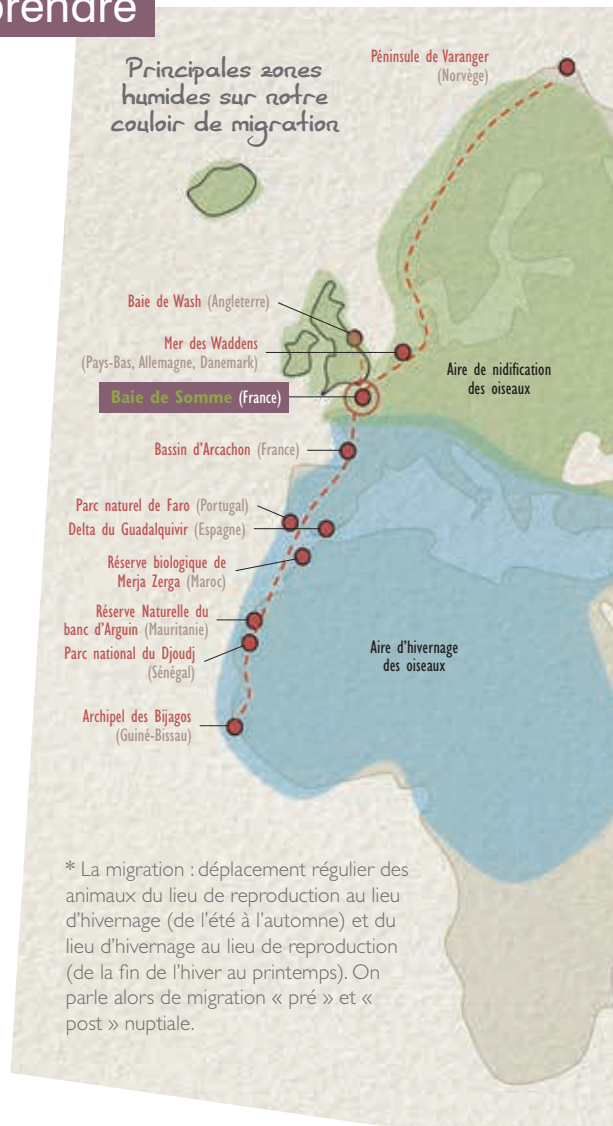 prendre
Principales zones
humides sur notre
couloir de migration
Péninsule de Varanger
(Norvège)
Baie de Wash (Angleterre)
Mer des Waddens
(Pays-Bas, Allemagne, Danemark)
Aire de nidification
des oiseaux
Baie de Somme (France)
Bassin d'Arcachon (France)
Parc naturel de Faro (Portugal)
Delta du Guadalquivir (Espagne)
Réserve biologique de
Merja Zerga (Maroc)
Réserve Naturelle du
banc d'Arguin (Mauritanie)
Parc national du Djoudj
(Sénégal)
Aire d'hivernage
des oiseaux
Archipel des Bijagos
(Guiné-Bissau)
* La migration : déplacement régulier des
animaux du lieu de reproduction au lieu
d'hivernage (de l'été à l'automne) et du
lieu d'hivernage au lieu de reproduction
(de la fin de l'hiver au printemps). On
parle alors de migration « pré » et «
post » nuptiale.